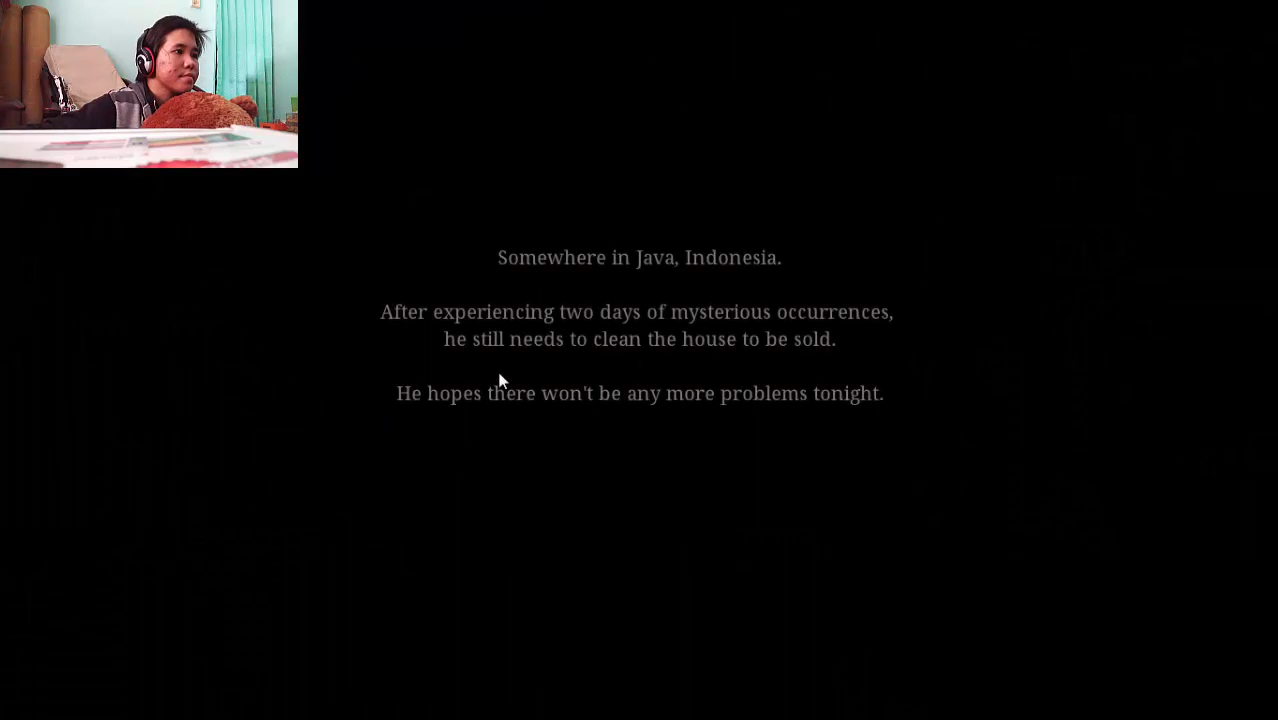 Somewhere in Java, Indonesia.
After experiencing two days of mysterious occurrences,
he still needs to clean the house to be sold.
He hopes there won't be any more problems tonight.